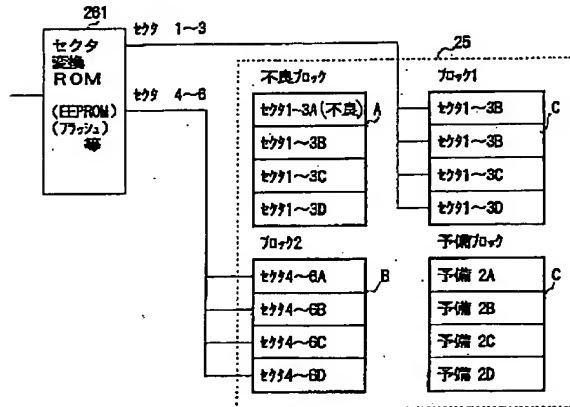 261
セクタ 1〜3
セクタ
変換
ROM
(EEPROM)
(フラッシュ)
等
セクタ 4〜6
25
不良ブロック
セクタ1〜3A(不良)
セクタ1〜3B
セクタ1〜3C
セクタ1〜3D
A
ブロック1
セクタ1〜3B
セクタ1〜3B
セクタ1〜3C
セクタ1〜3D
C
ブロック2
セクタ4〜6A
セクタ4〜6B
セクタ4〜6C
セクタ4〜6D
B
予備ブロック
予備 2A
予備 2B
予備 2C
予備 2D
C